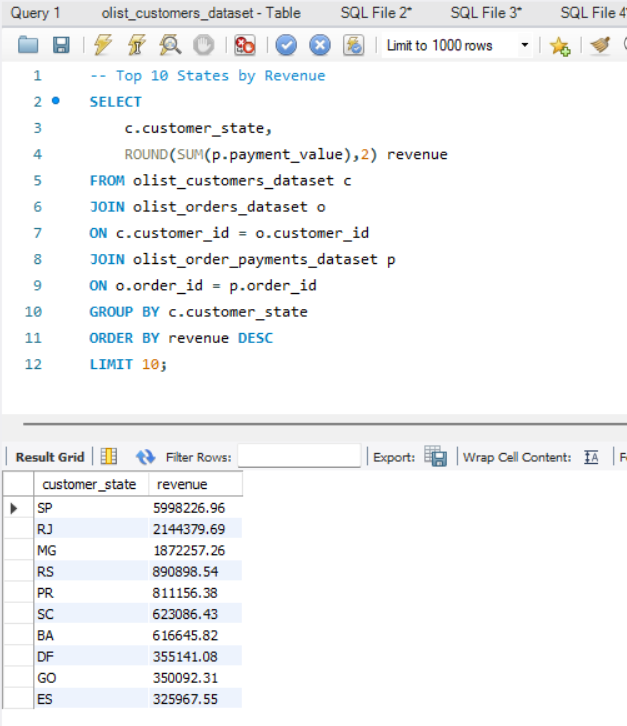 Query 1 olist_customers_dataset - Table SQL File 2* SQL File 3* SQL File 4
Limit to 1000 rows
1 -- Top 10 States by Revenue
2 SELECT
3 c.customer_state,
4 ROUND(SUM(p.payment_value),2) revenue
5 FROM olist_customers_dataset c
6 JOIN olist_orders_dataset o
7 ON c.customer_id = o.customer_id
8 JOIN olist_order_payments_dataset p
9 ON o.order_id = p.order_id
10 GROUP BY c.customer_state
11 ORDER BY revenue DESC
12 LIMIT 10;
Result Grid Filter Rows: Export: Wrap Cell Content: IA F
customer_state revenue
SP 5998226.96
RJ 2144379.69
MG 1872257.26
RS 890898.54
PR 811156.38
SC 623086.43
BA 616645.82
DF 355141.08
GO 350092.31
ES 325967.55